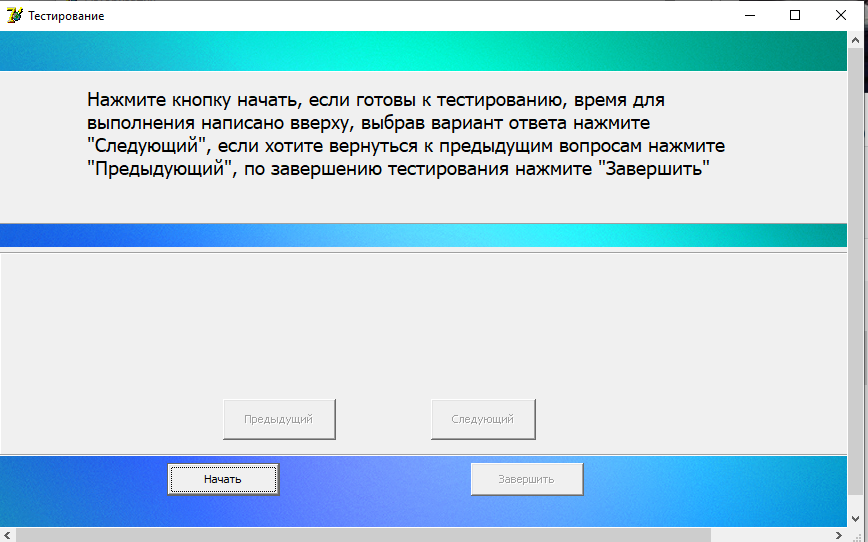 Тестирование
Нажмите кнопку начать, если готовы к тестированию, время для
выполнения написано вверху, выбрав вариант ответа нажмите
"Следующий", если хотите вернуться к предыдущим вопросам нажмите
"Предыдущий", по завершению тестирования нажмите "Завершить"
Предыдущий
Следующий
Начать
Завершить